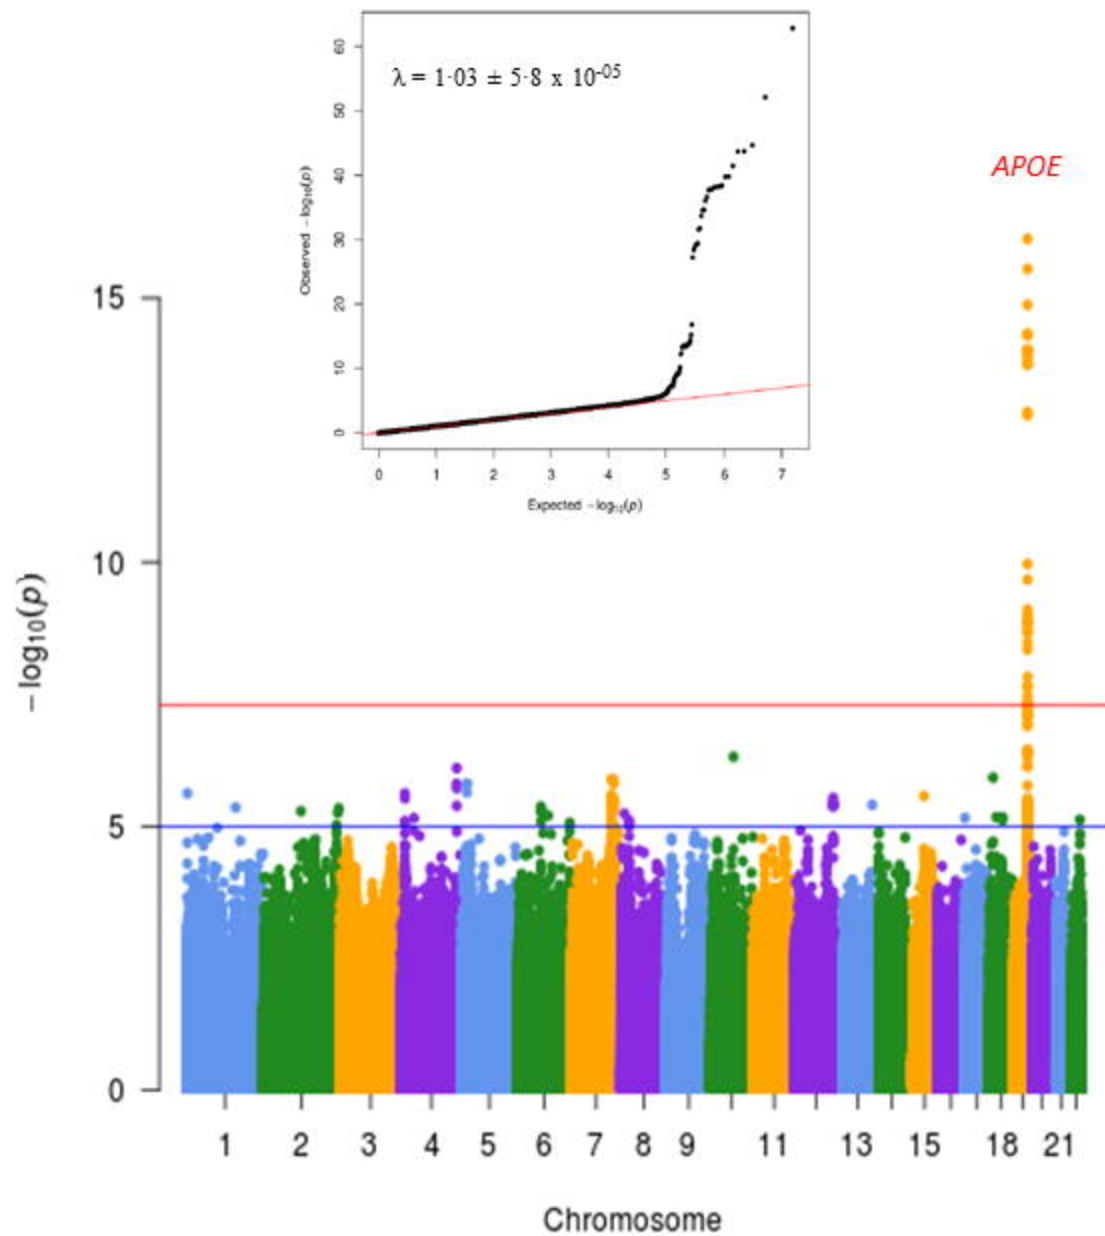 λ = 1·03 ± 5·8 x 10-05
60
50
40
30
20
10
0
Observed −log10(p)
0 1 2 3 4 5 6 7
Expected −log10(p)
APOE
15
10
5
0
−log10(p)
1 2 3 4 5 6 7 8 9 11 13 15 18 21
Chromosome